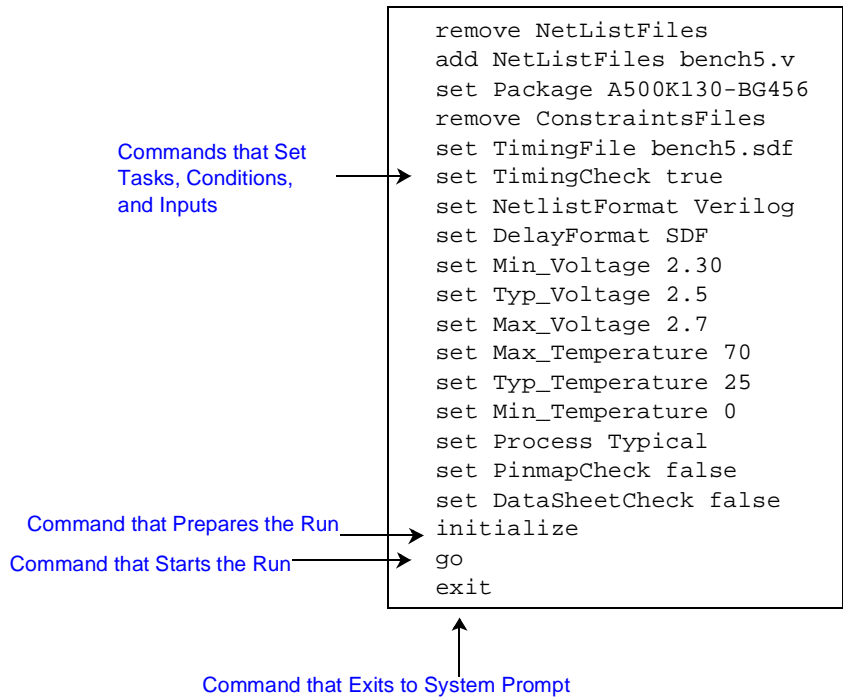 remove NetListFiles
add NetListFiles bench5.v
set Package A500K130-BG456
remove ConstraintsFiles
set TimingFile bench5.sdf
set TimingCheck true
set NetlistFormat Verilog
set DelayFormat SDF
set Min_Voltage 2.30
set Typ_Voltage 2.5
set Max_Voltage 2.7
set Max_Temperature 70
set Typ_Temperature 25
set Min_Temperature 0
set Process Typical
set PinmapCheck false
set DataSheetCheck false
initialize
go
exit
Commands that Set
Tasks, Conditions,
and Inputs
Command that Prepares the Run
Command that Starts the Run
Command that Exits to System Prompt